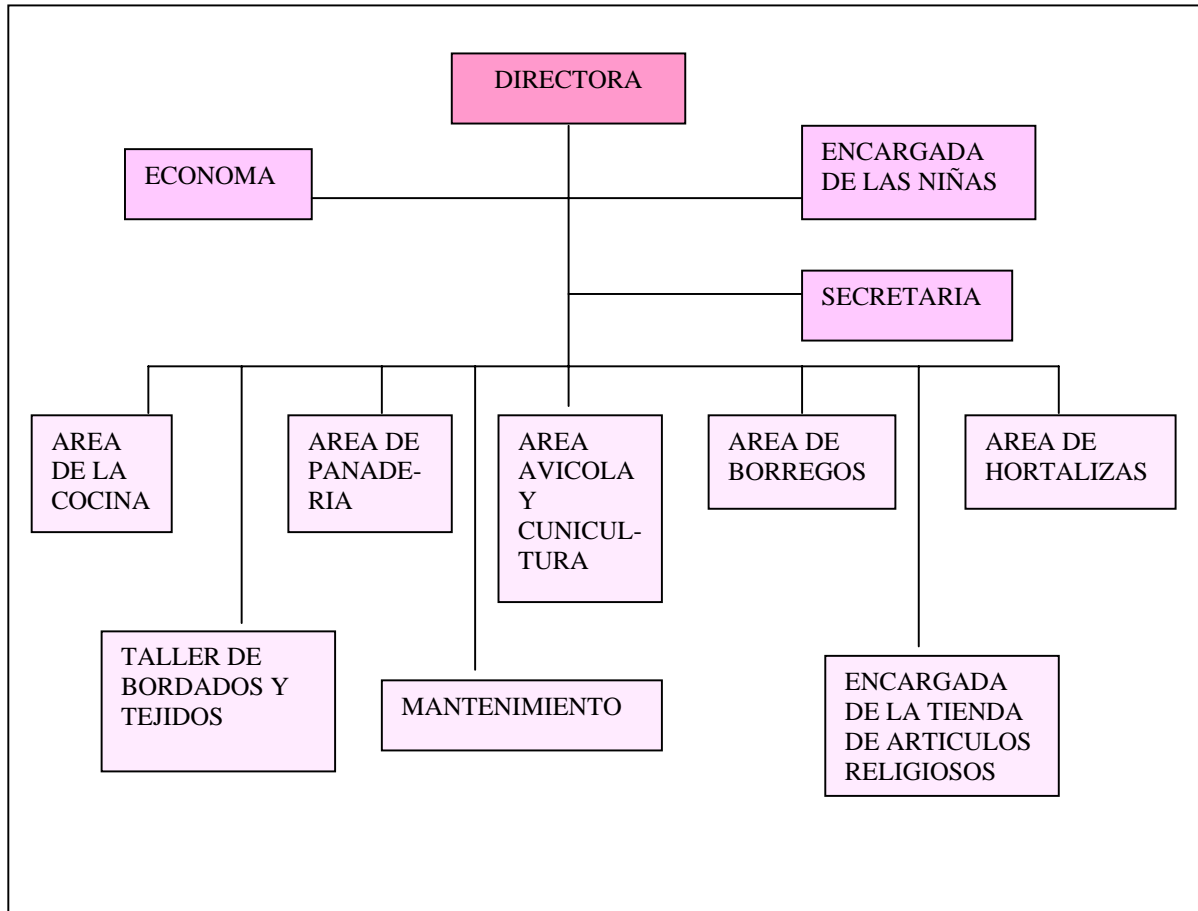 DIRECTORA
ECONOMA
ENCARGADA
DE LAS NIÑAS
SECRETARIA
AREA
DE LA
COCINA
AREA DE
PANADE-
RIA
AREA
AVICOLA
Y
CUNICUL-
TURA
AREA DE
BORREGOS
AREA DE
HORTALIZAS
TALLER DE
BORDADOS Y
TEJIDOS
MANTENIMIENTO
ENCARGADA
DE LA TIENDA
DE ARTICULOS
RELIGIOSOS